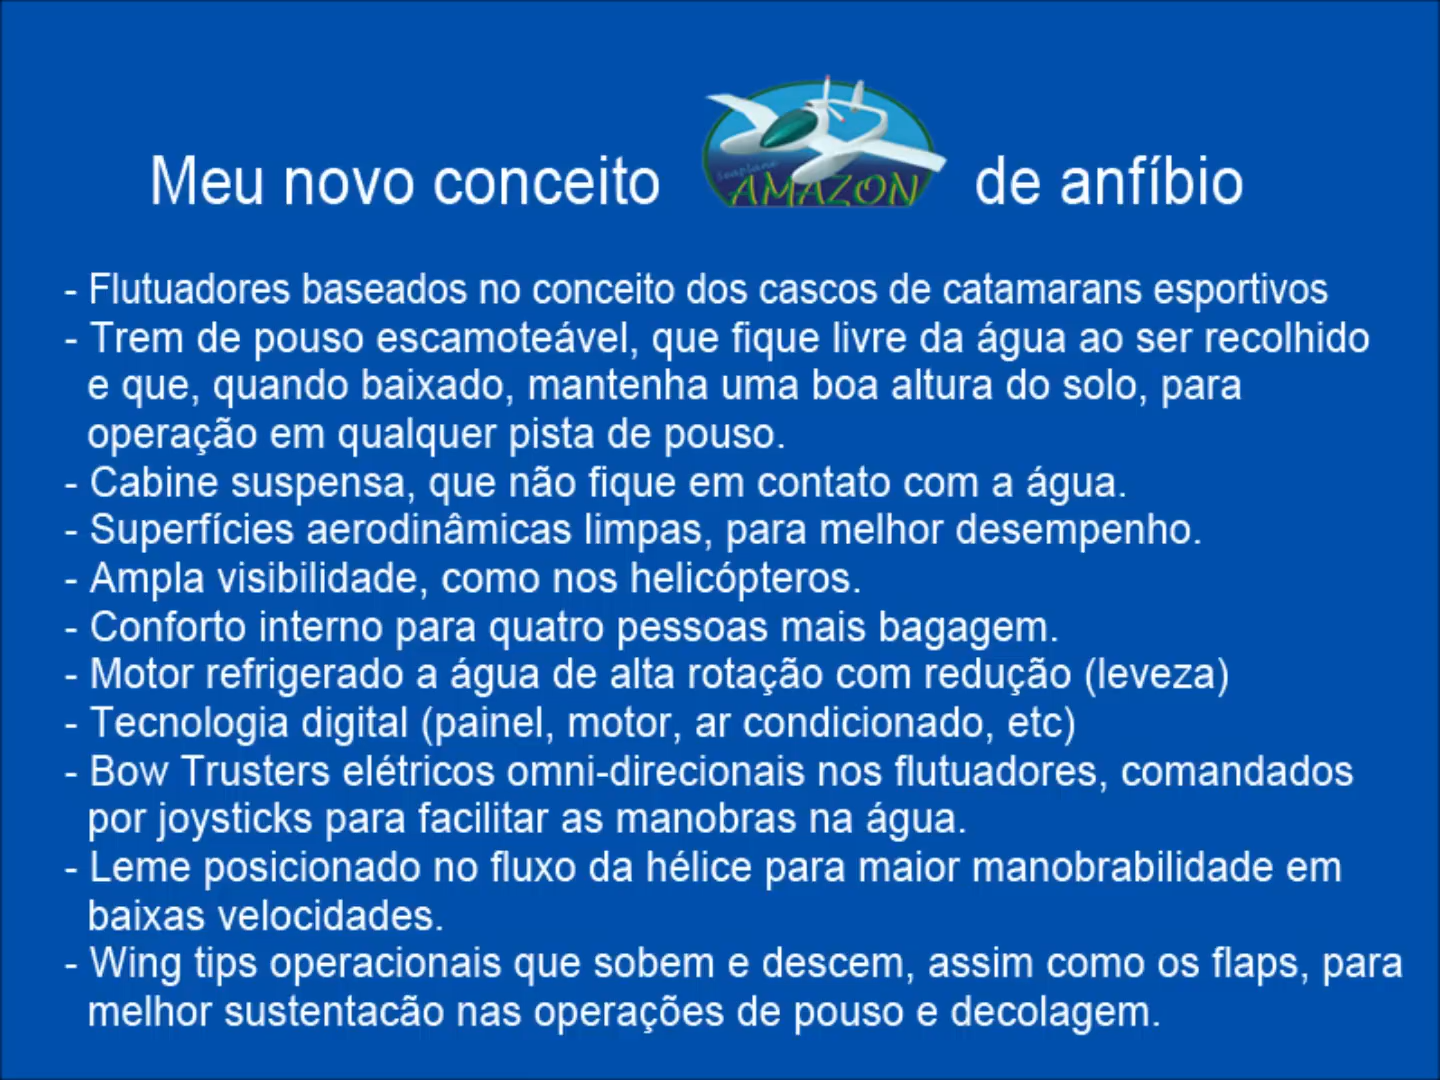 Meu novo conceito Seaplane AMAZON de anfíbio
- Flutuadores baseados no conceito dos cascos de catamarans esportivos
- Trem de pouso escamoteável, que fique livre da água ao ser recolhido
e que, quando baixado, mantenha uma boa altura do solo, para
operação em qualquer pista de pouso.
- Cabine suspensa, que não fique em contato com a água.
- Superfícies aerodinâmicas limpas, para melhor desempenho.
- Ampla visibilidade, como nos helicópteros.
- Conforto interno para quatro pessoas mais bagagem.
- Motor refrigerado a água de alta rotação com redução (leveza)
- Tecnologia digital (painel, motor, ar condicionado, etc)
- Bow Trusters elétricos omni-direcionais nos flutuadores, comandados
por joysticks para facilitar as manobras na água.
- Leme posicionado no fluxo da hélice para maior manobrabilidade em
baixas velocidades.
- Wing tips operacionais que sobem e descem, assim como os flaps, para
melhor sustentacão nas operações de pouso e decolagem.